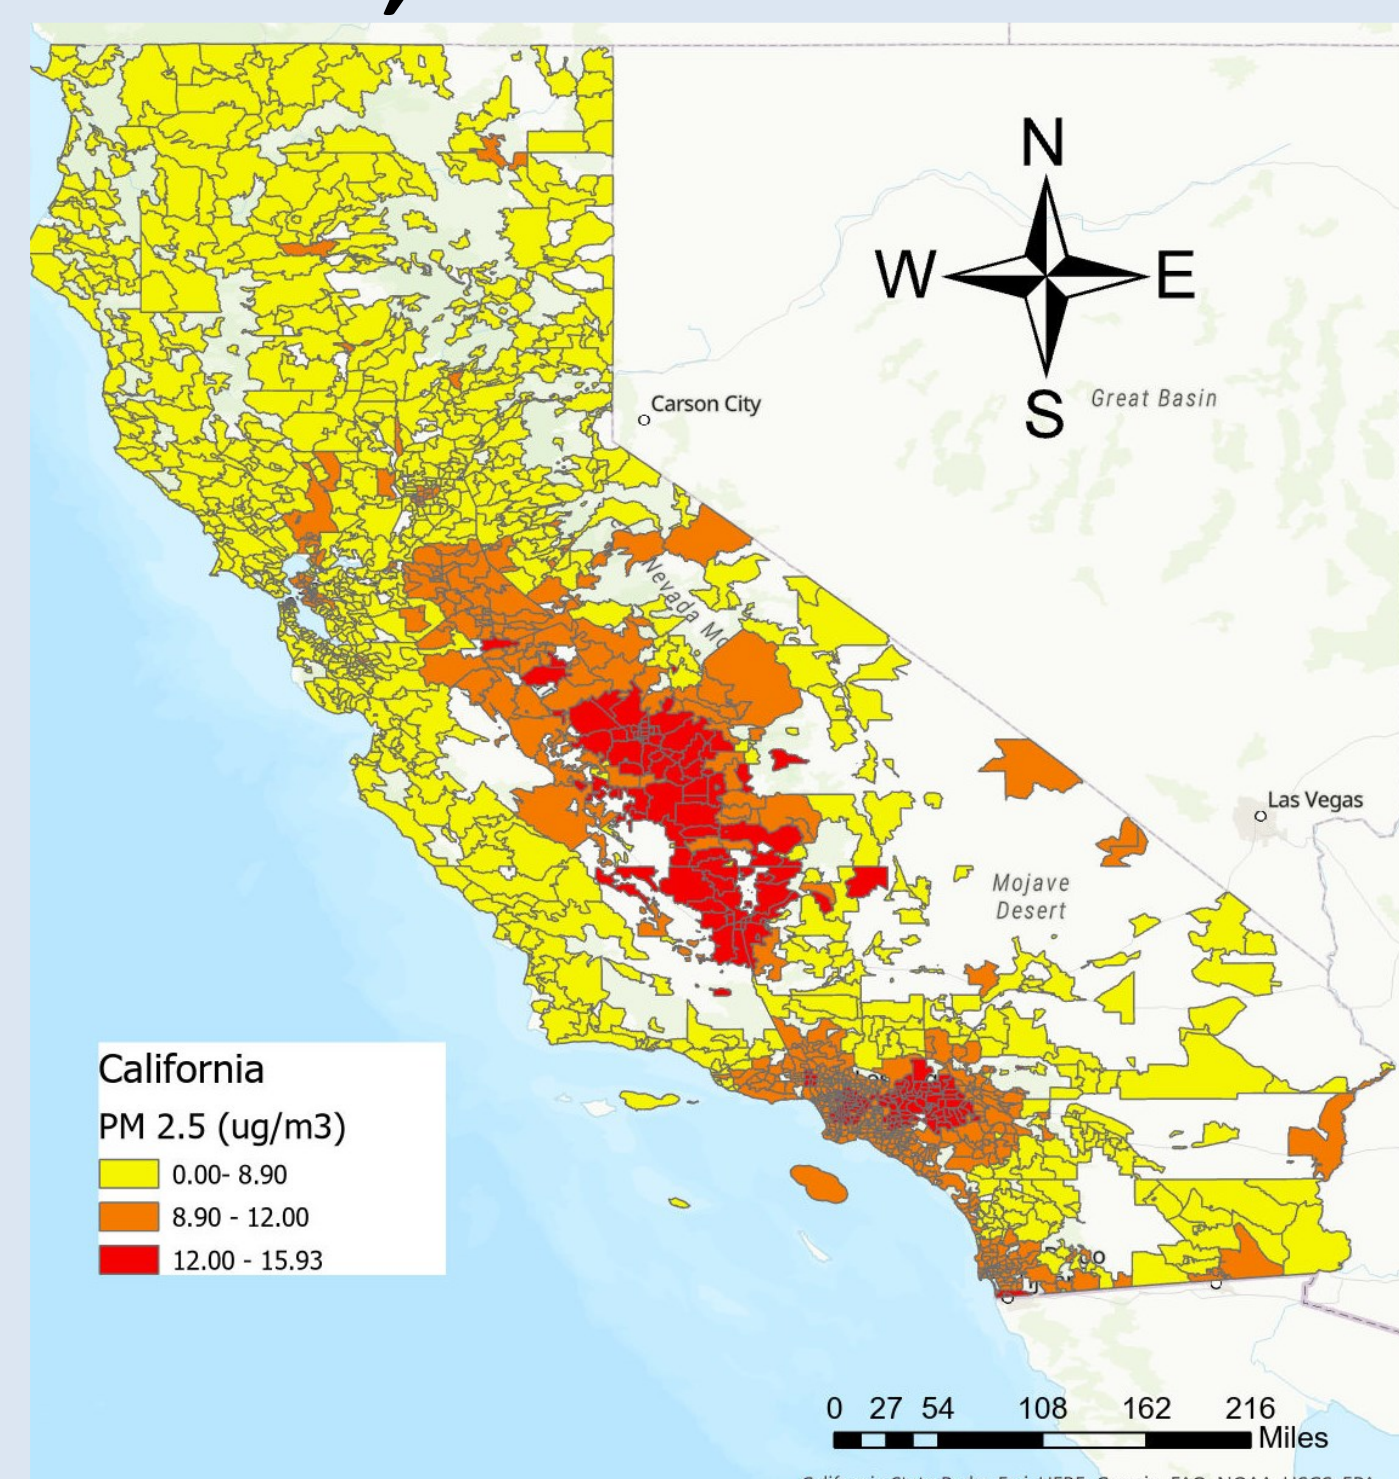 N
W
E
S
Great Basin
Carson City
Nevada Mo
Las Vegas
Mojave
Desert
California
PM 2.5 (ug/m3)
0.00- 8.90
8.90 - 12.00
12.00 - 15.93
0 27 54 108 162 216
Miles